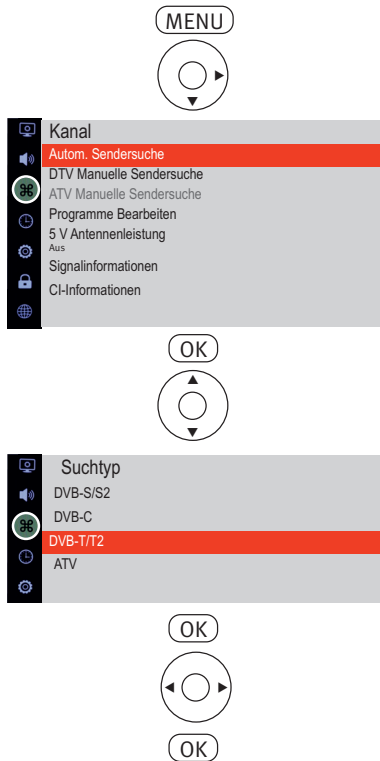 MENU
Kanal
Autom. Sendersuche
DTV Manuelle Sendersuche
ATV Manuelle Sendersuche
Programme Bearbeiten
5 V Antennenleistung
Aus
Signalinformationen
CI-Informationen
OK
Suchtyp
DVB-S/S2
DVB-C
DVB-T/T2
ATV
OK
OK